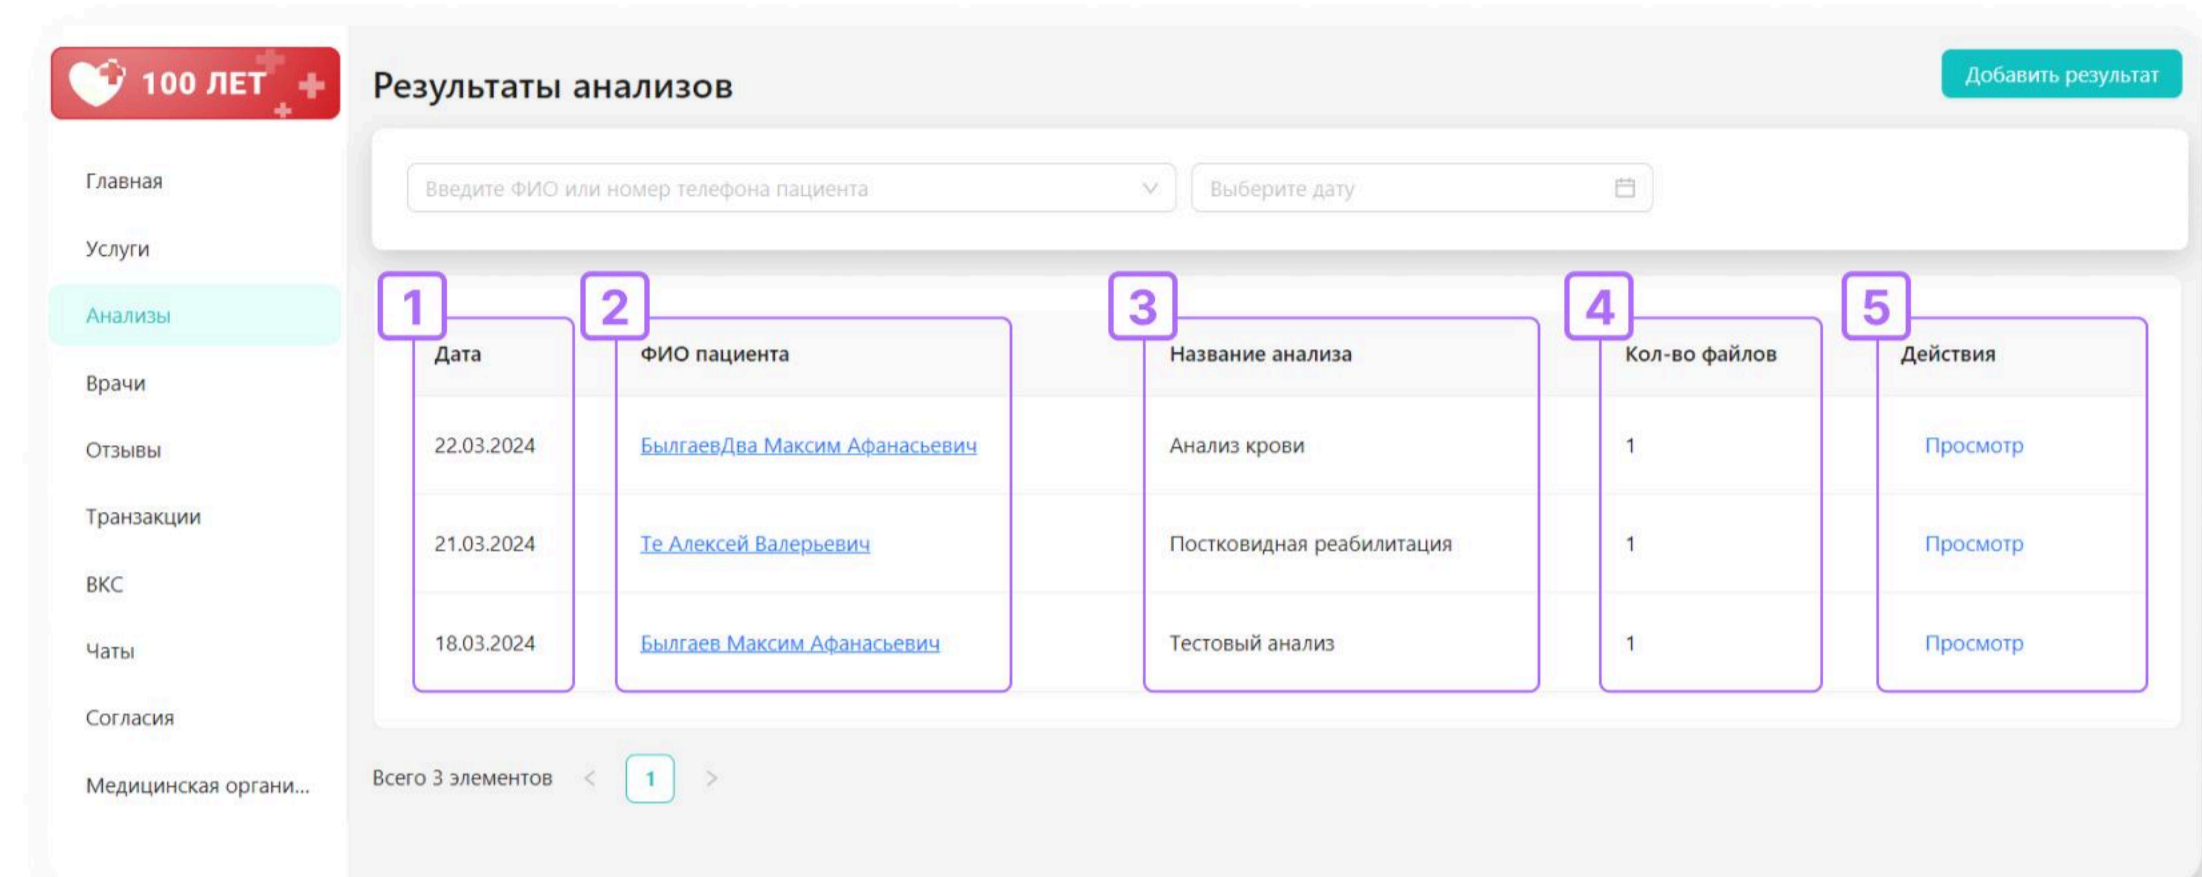 100 ЛЕТ
Результаты анализов
Добавить результат
Главная
Услуги
Анализы
Врачи
Отзывы
Транзакции
ВКС
Чаты
Согласия
Медицинская органи...
Введите ФИО или номер телефона пациента
Выберите дату
1 2 3 4 5
Дата ФИО пациента Название анализа Кол-во файлов Действия
22.03.2024 БылгаевДва Максим Афанасьевич Анализ крови 1 Просмотр
21.03.2024 Те Алексей Валерьевич Постковидная реабилитация 1 Просмотр
18.03.2024 Былгаев Максим Афанасьевич Тестовый анализ 1 Просмотр
Всего 3 элементов < 1 >